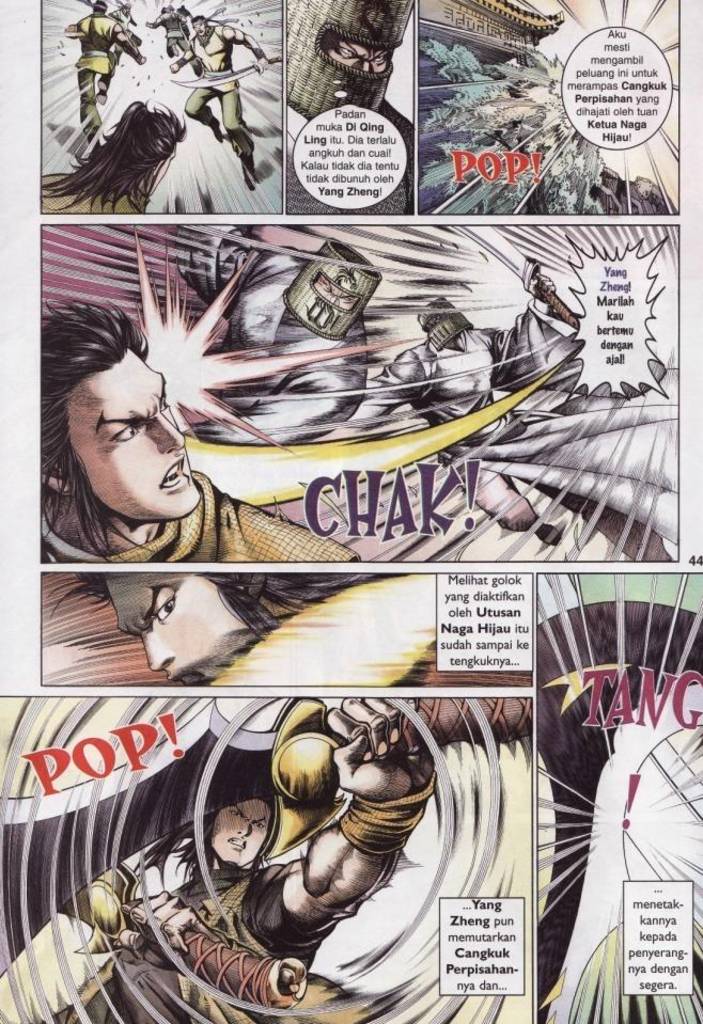 Padan
muka Di Qing
Ling itu. Dia terlalu
angkuh dan cuai!
Kalau tidak dia tentu
tidak dibunuh oleh
Yang Zheng!
Aku
mesti
mengambil
peluang ini untuk
merampas Cangkuk
Perpisahan yang
dihajati oleh tuan
Ketua Naga
Hijau!
POP!
Yang
Zheng!
Marilah
kau
bertemu
dengan
ajal!
CHAK!
44
Melihat golok
yang diaktifkan
oleh Utusan
Naga Hijau itu
sudah sampai ke
tengkuknya...
POP!
...Yang
Zheng pun
memutarkan
Cangkuk
Perpisahan-
nya dan...
TANG
!
...
menetak-
kannya
kepada
penyerang-
nya dengan
segera.